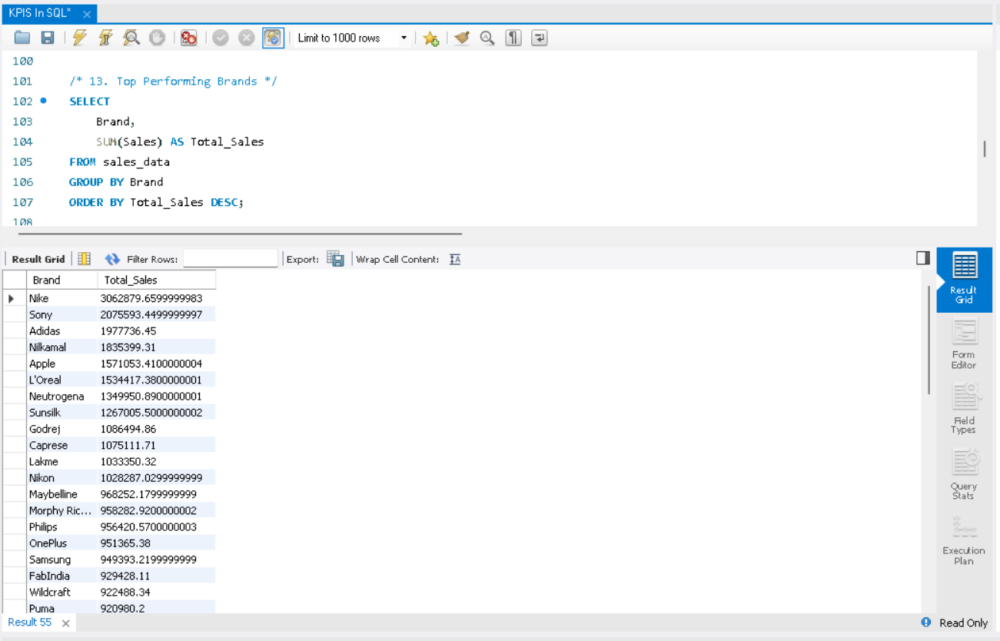 KPIS In SQL* ×
Limit to 1000 rows
100
101 /* 13. Top Performing Brands */
102 SELECT
103 Brand,
104 SUM(Sales) AS Total_Sales
105 FROM sales_data
106 GROUP BY Brand
107 ORDER BY Total_Sales DESC;
108
Result Grid Filter Rows: Export: Wrap Cell Content:
Brand Total_Sales
Nike 3062879.6599999983
Sony 2075593.4499999997
Adidas 1977736.45
Nilkamal 1835399.31
Apple 1571053.4100000004
L'Oreal 1534417.3800000001
Neutrogena 1349950.8900000001
Sunsilk 1267005.5000000002
Godrej 1086494.86
Caprese 1075111.71
Lakme 1033350.32
Nikon 1028287.0299999999
Maybelline 968252.1799999999
Morphy Ric... 958282.9200000002
Philips 956420.5700000003
OnePlus 951365.38
Samsung 949393.2199999999
FabIndia 929428.11
Wildcraft 922488.34
Puma 920980.2
Result
Grid
Form
Editor
Field
Types
Query
Stats
Execution
Plan
Result 55 × Read Only